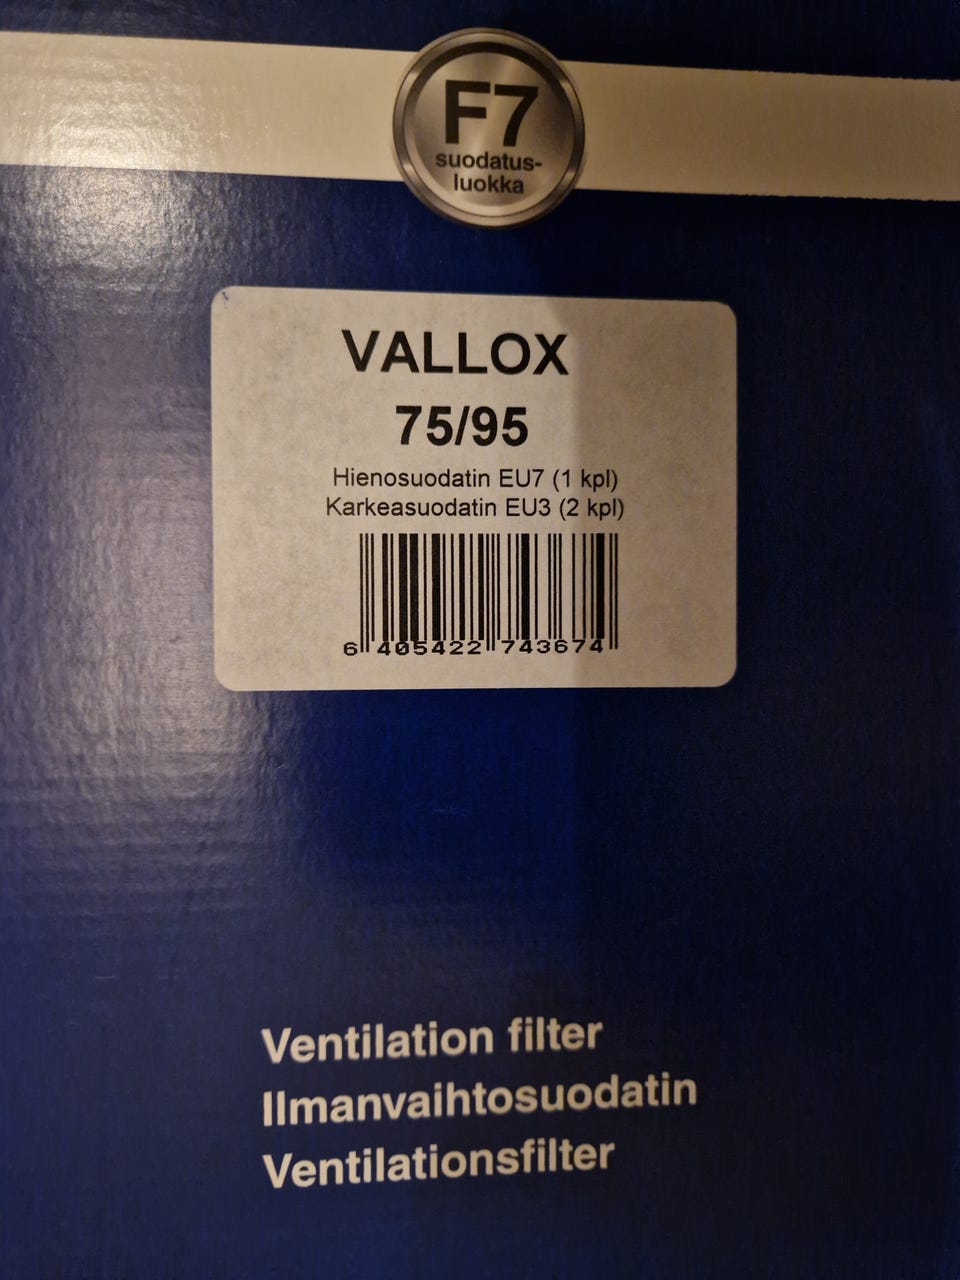 F7
suodatus-
luokka
VALLOX
75/95
Hienosuodatin EU7 (1 kpl)
Karkeasuodatin EU3 (2 kpl)
6 405422 743674
Ventilation filter
Ilmanvaihtosuodatin
Ventilationsfilter